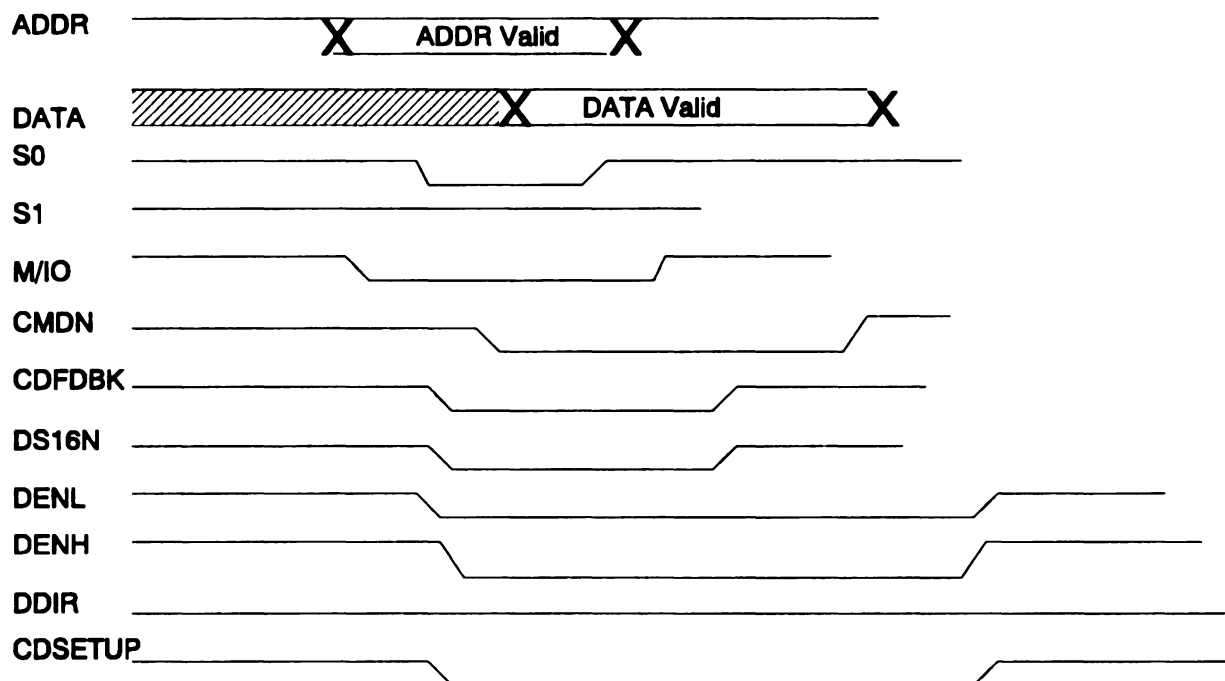 ADDR
ADDR Valid
DATA
DATA Valid
S0
S1
M/IO
CMDN
CDFDBK
DS16N
DENL
DENH
DDIR
CDSETUP